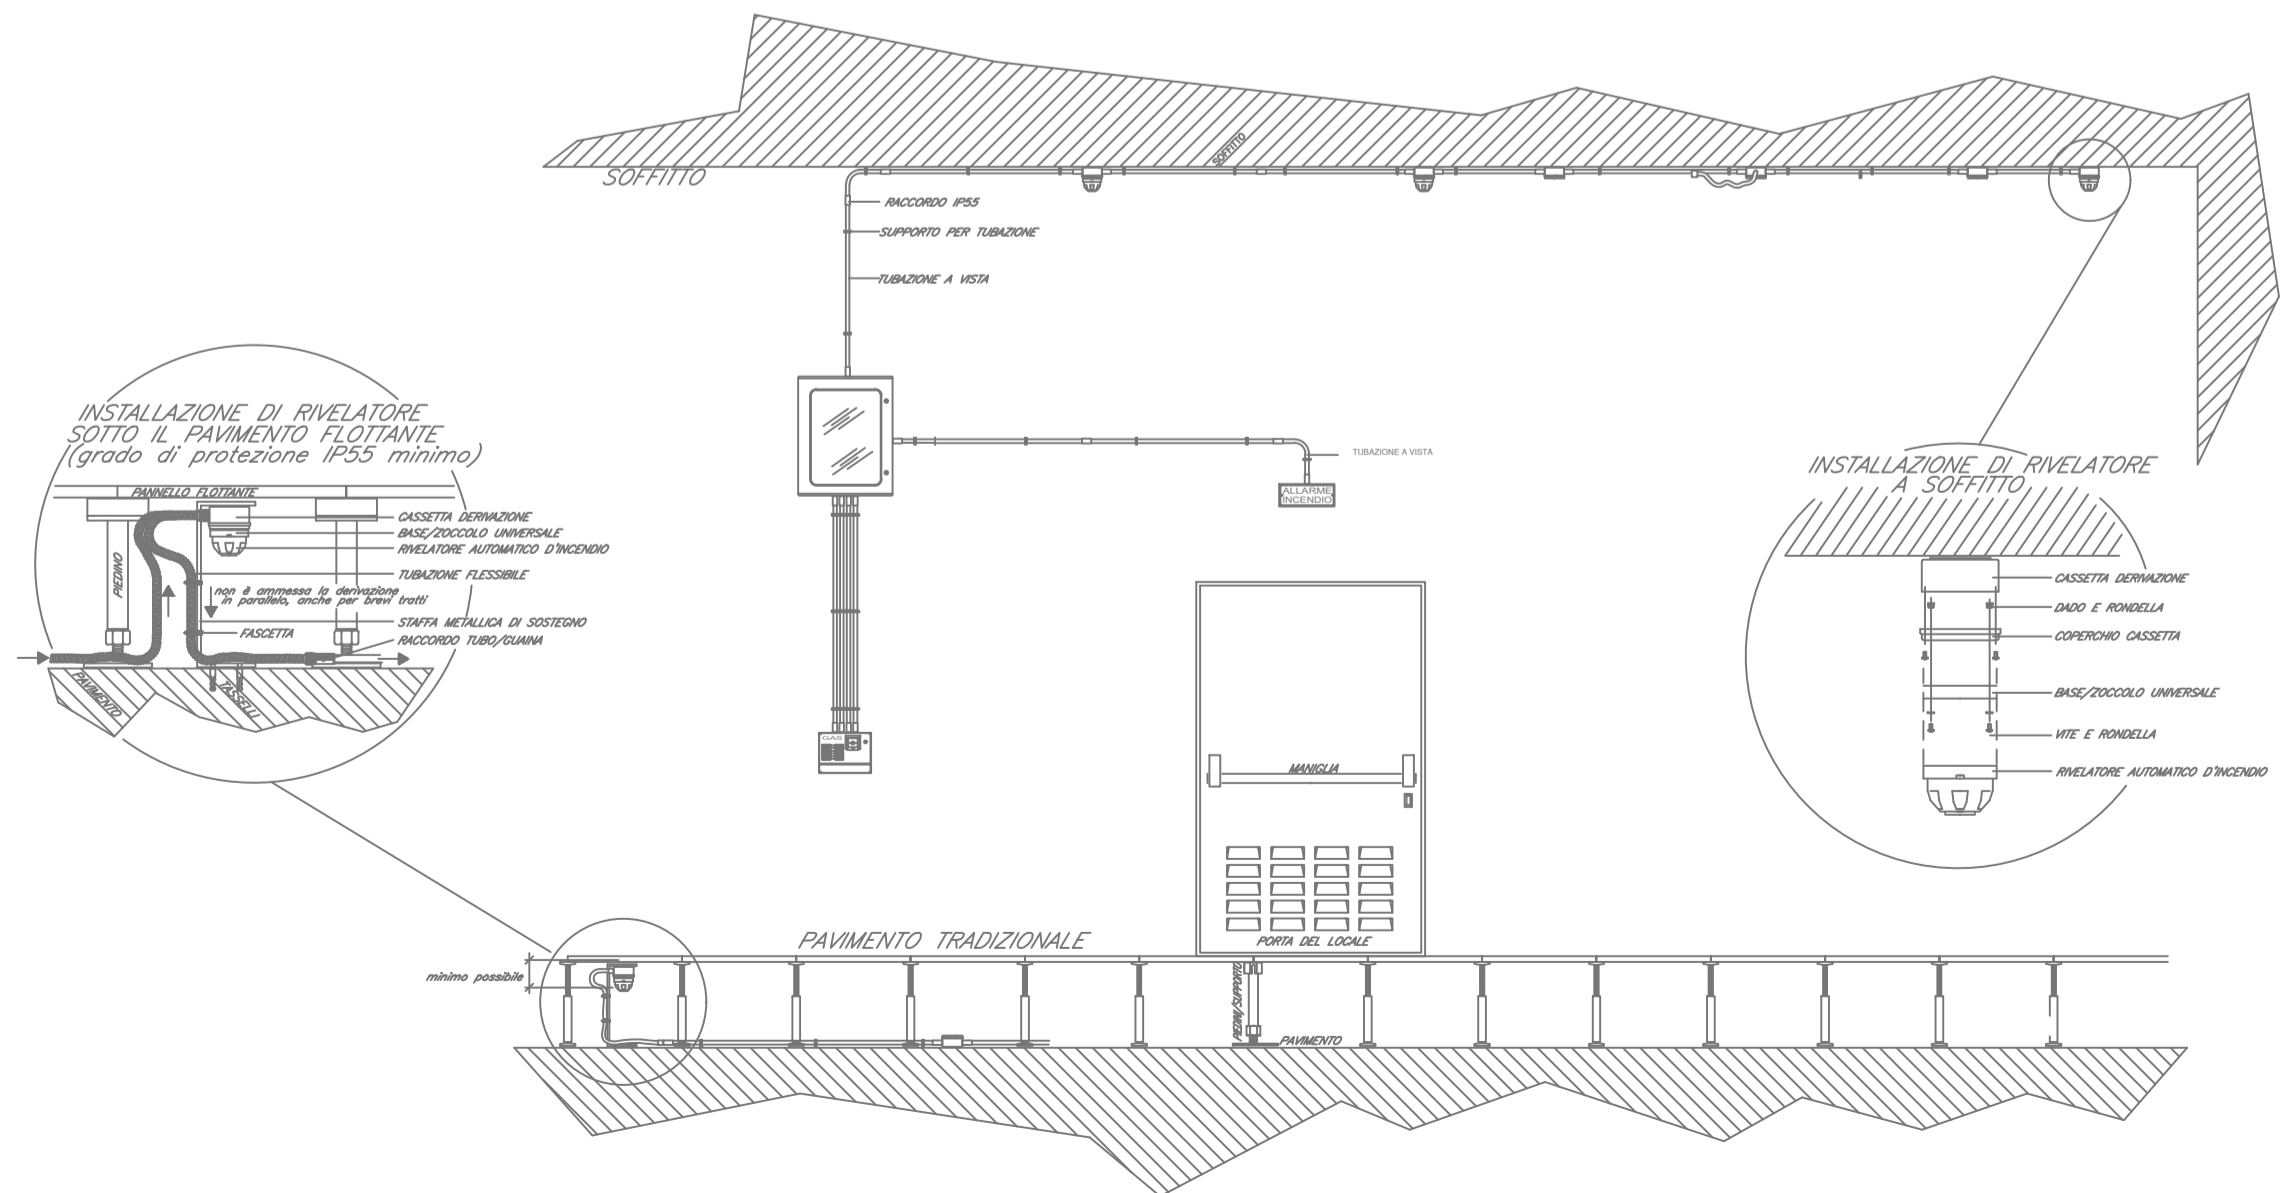 SOFFITTO
SOFFITTO
RACCORDO IP55
SUPPORTO PER TUBAZIONE
TUBAZIONE A VISTA
TUBAZIONE A VISTA
ALLARME
INCENDIO
GAS
INSTALLAZIONE DI RIVELATORE
SOTTO IL PAVIMENTO FLOTTANTE
(grado di protezione IP55 minimo)
PANNELLO FLOTTANTE
CASSETTA DERIVAZIONE
BASE/ZOCCOLO UNIVERSALE
RIVELATORE AUTOMATICO D'INCENDIO
PIEDINO
TUBAZIONE FLESSIBILE
non è ammessa la derivazione
in parallelo, anche per brevi tratti
STAFFA METALLICA DI SOSTEGNO
FASCETTA
RACCORDO TUBO/GUAINA
PAVIMENTO
TASSELLI
INSTALLAZIONE DI RIVELATORE
A SOFFITTO
CASSETTA DERIVAZIONE
DADO E RONDELLA
COPERCHIO CASSETTA
BASE/ZOCCOLO UNIVERSALE
VITE E RONDELLA
RIVELATORE AUTOMATICO D'INCENDIO
MANIGLIA
PORTA DEL LOCALE
PAVIMENTO TRADIZIONALE
minimo possibile
PIEDINI/SUPPORTO
PAVIMENTO